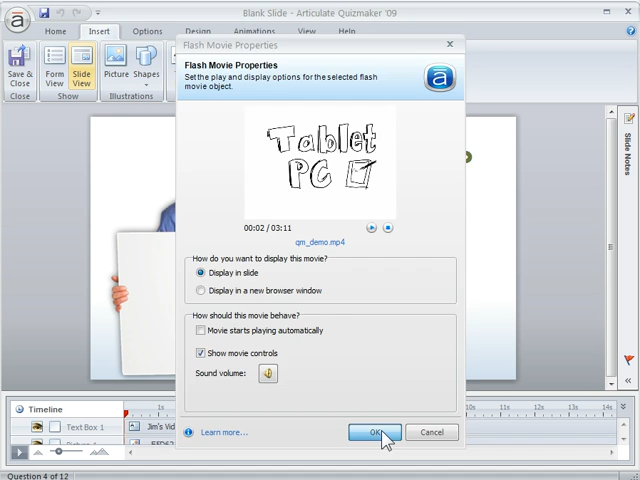 Blank Slide - Articulate Quizmaker '09
Home Insert Options Design Animations View Help
Save & Close
Form View
Slide View
Picture
Shapes
Close Show Illustrations
Flash Movie Properties
Flash Movie Properties
Set the play and display options for the selected flash
movie object.
Tablet
PC
00:02 / 03:11
qm_demo.mp4
How do you want to display this movie?
Display in slide
Display in a new browser window
How should this movie behave?
Movie starts playing automatically
Show movie controls
Sound volume:
Learn more...
OK
Cancel
Slide Notes
Timeline
1s 10s 11s 12s 13s
Text Box 1
Jim's Vid
Question 4 of 12